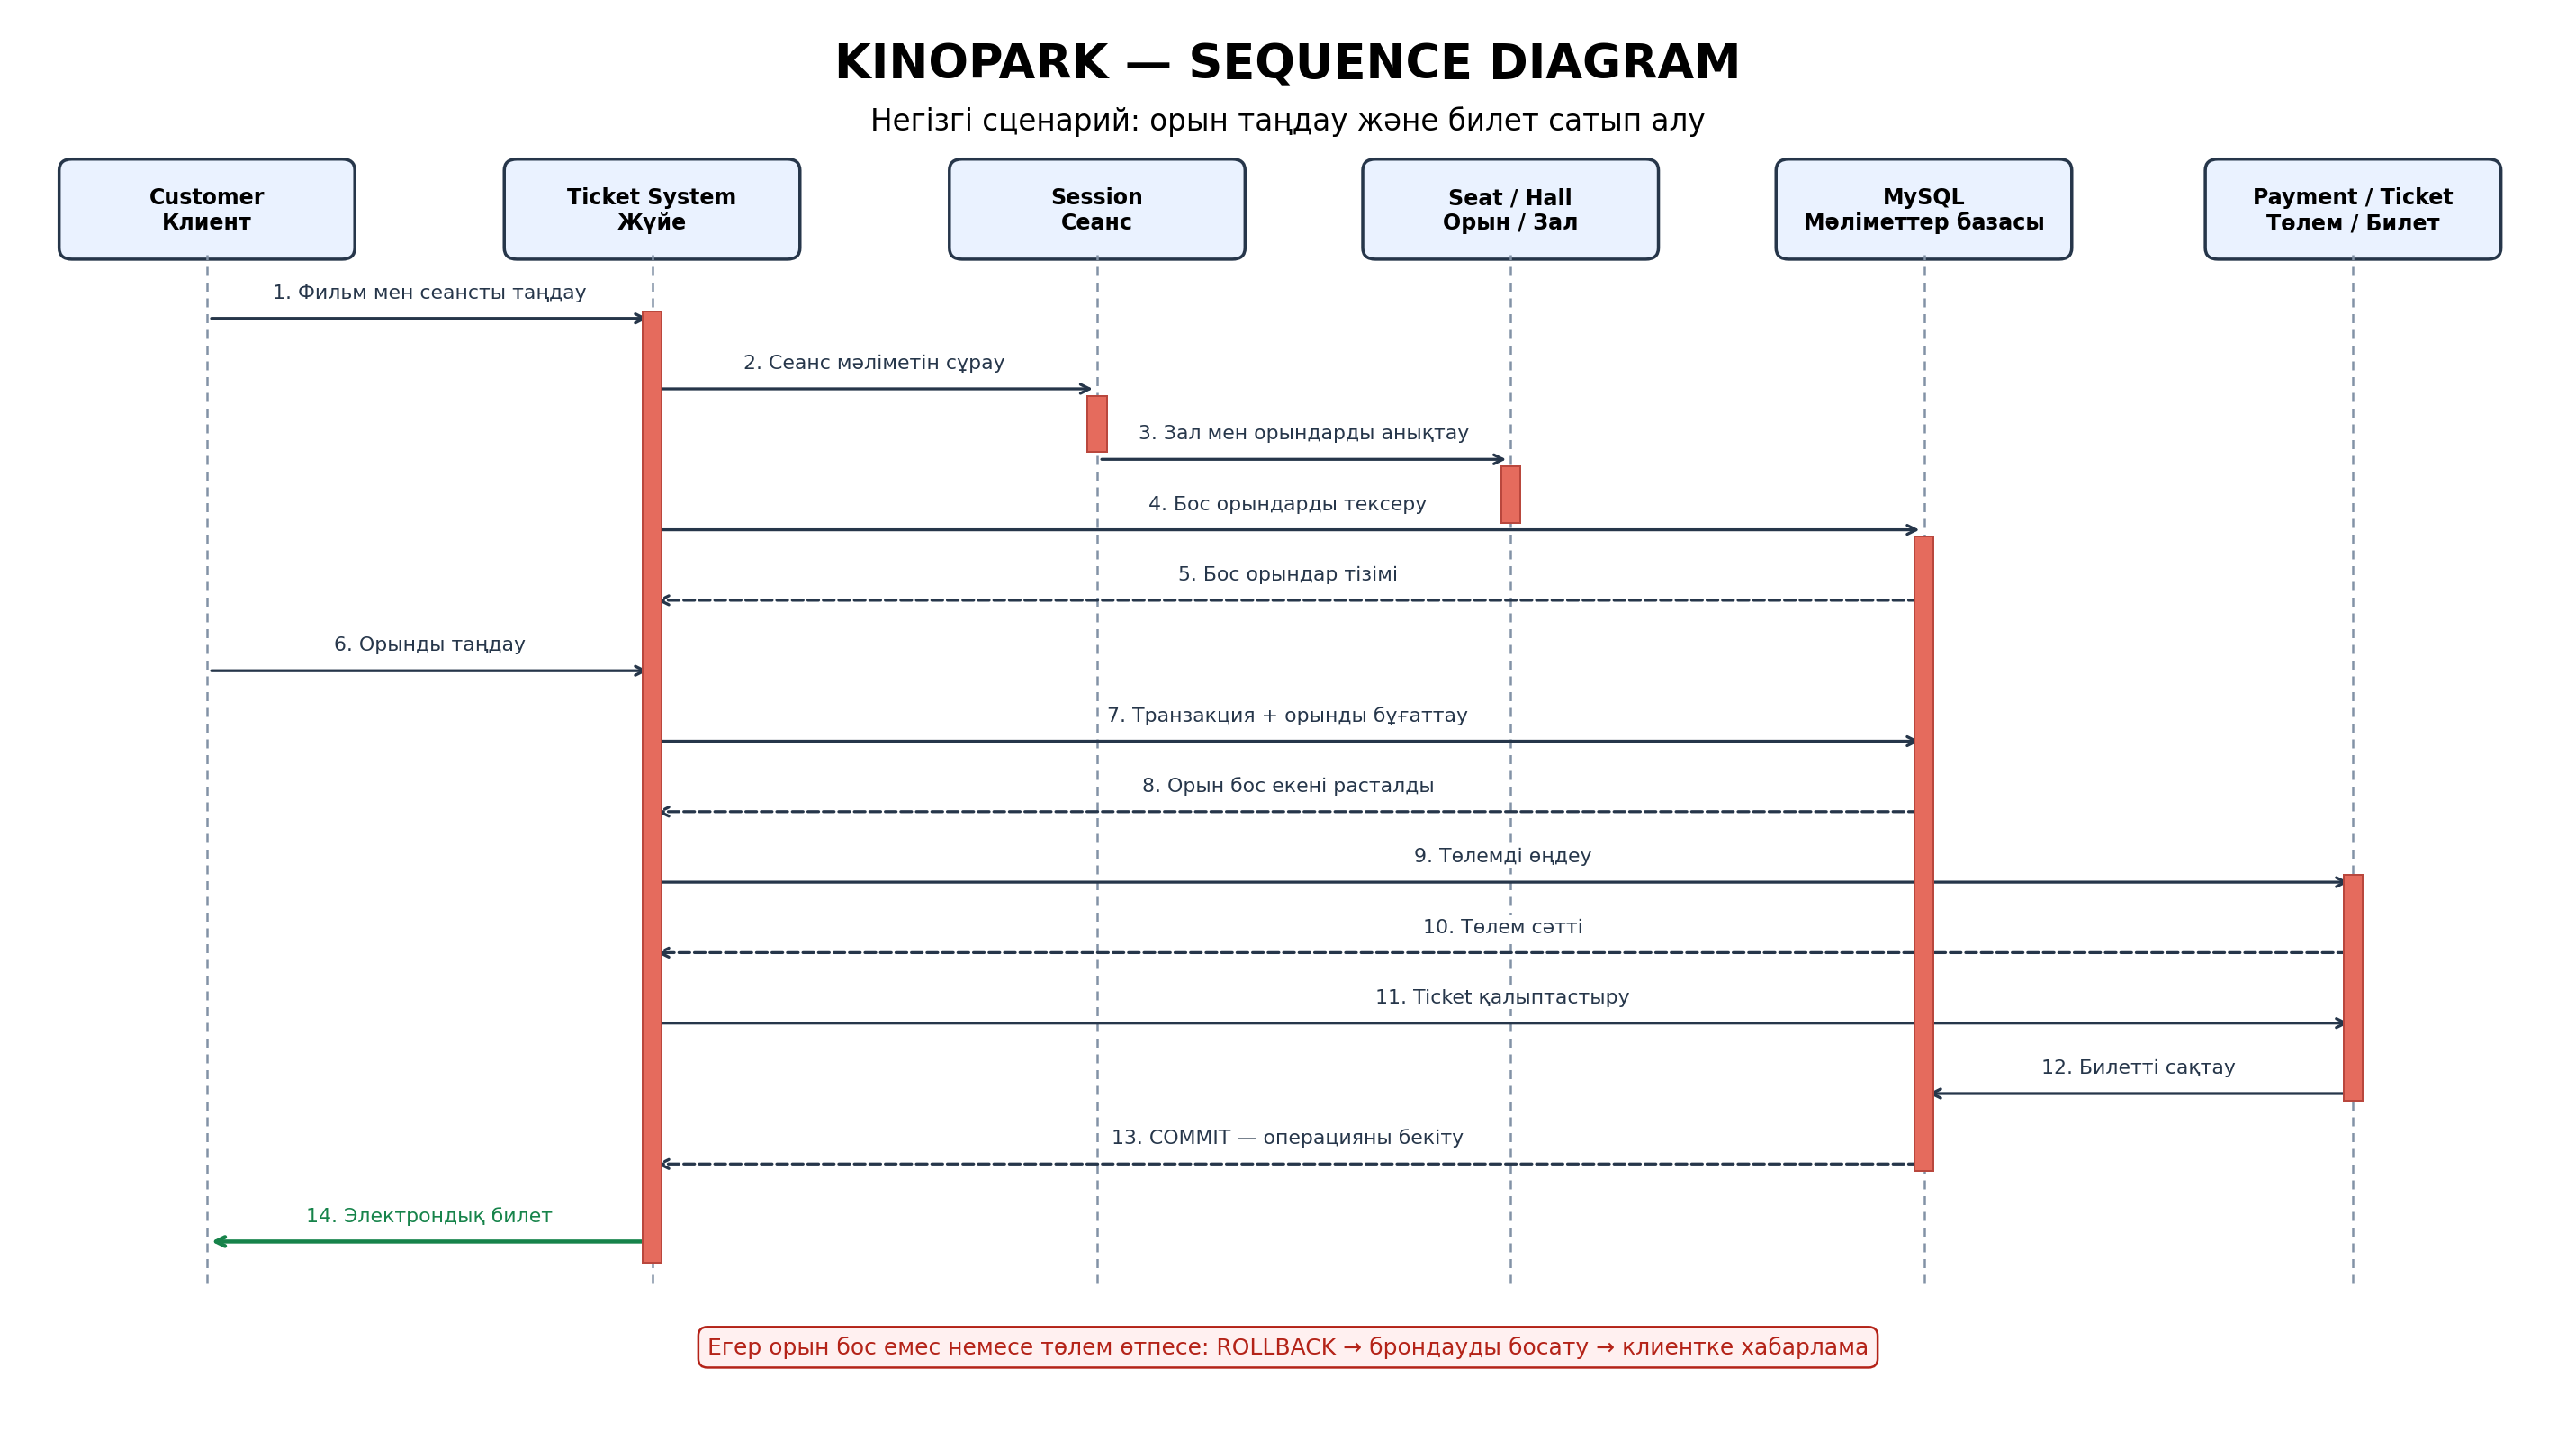 KINOPARK — SEQUENCE DIAGRAM
Негізгі сценарий: орын таңдау және билет сатып алу
Customer
Клиент
Ticket System
Жүйе
Session
Сеанс
Seat / Hall
Орын / Зал
MySQL
Мәліметтер базасы
Payment / Ticket
Төлем / Билет
1. Фильм мен сеансты таңдау
2. Сеанс мәліметін сұрау
3. Зал мен орындарды анықтау
4. Бос орындарды тексеру
5. Бос орындар тізімі
6. Орынды таңдау
7. Транзакция + орынды бұғаттау
8. Орын бос екені расталды
9. Төлемді өңдеу
10. Төлем сәтті
11. Ticket қалыптастыру
12. Билетті сақтау
13. COMMIT — операцияны бекіту
14. Электрондық билет
Егер орын бос емес немесе төлем өтпесе: ROLLBACK → брондауды босату → клиентке хабарлама